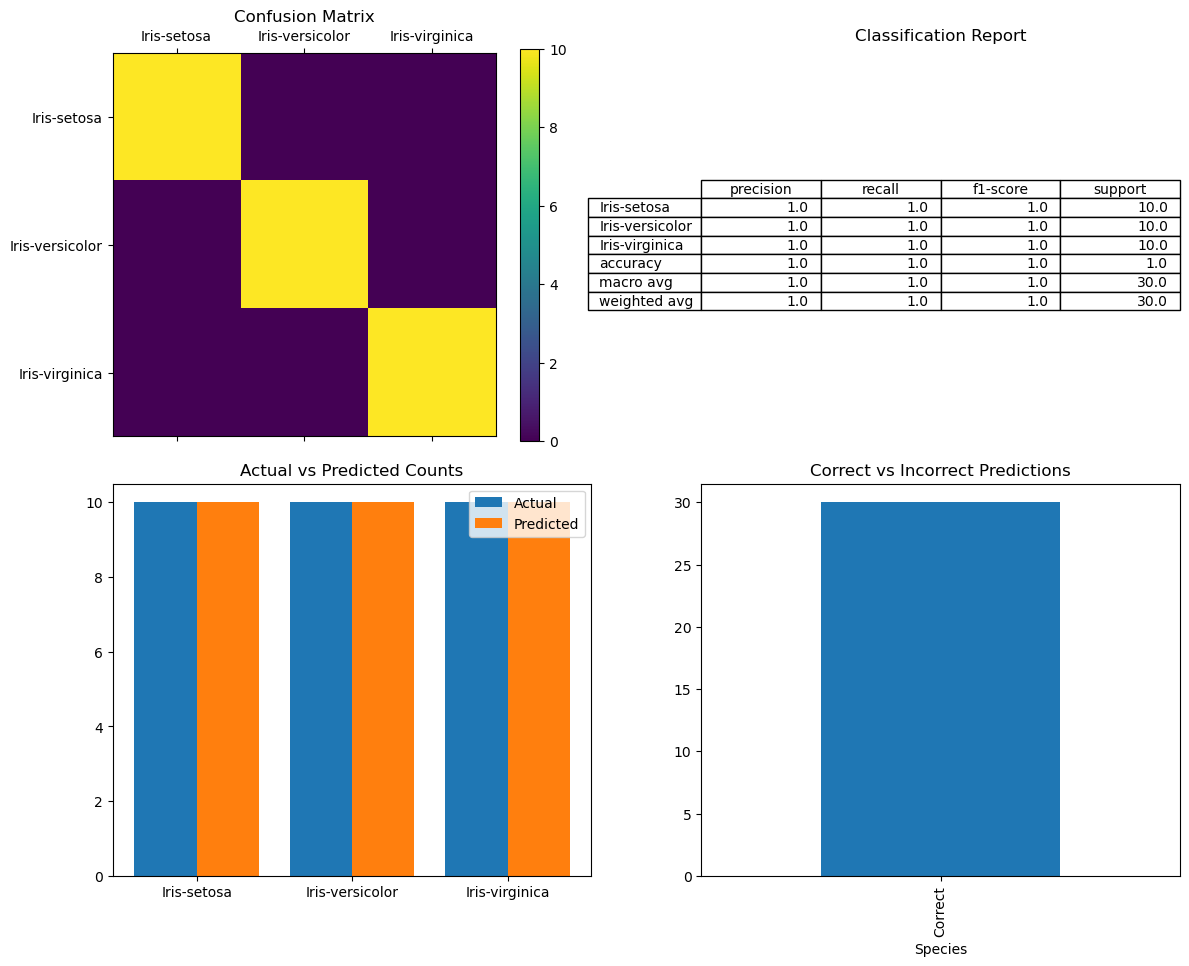 Confusion Matrix
Iris-setosa Iris-versicolor Iris-virginica
Iris-setosa
Iris-versicolor
Iris-virginica
10
8
6
4
2
0
Classification Report
precision recall f1-score support
Iris-setosa 1.0 1.0 1.0 10.0
Iris-versicolor 1.0 1.0 1.0 10.0
Iris-virginica 1.0 1.0 1.0 10.0
accuracy 1.0 1.0 1.0 1.0
macro avg 1.0 1.0 1.0 30.0
weighted avg 1.0 1.0 1.0 30.0
Actual vs Predicted Counts
10
8
6
4
2
0
Actual
Predicted
Iris-setosa Iris-versicolor Iris-virginica
Correct vs Incorrect Predictions
30
25
20
15
10
5
0
Correct
Species